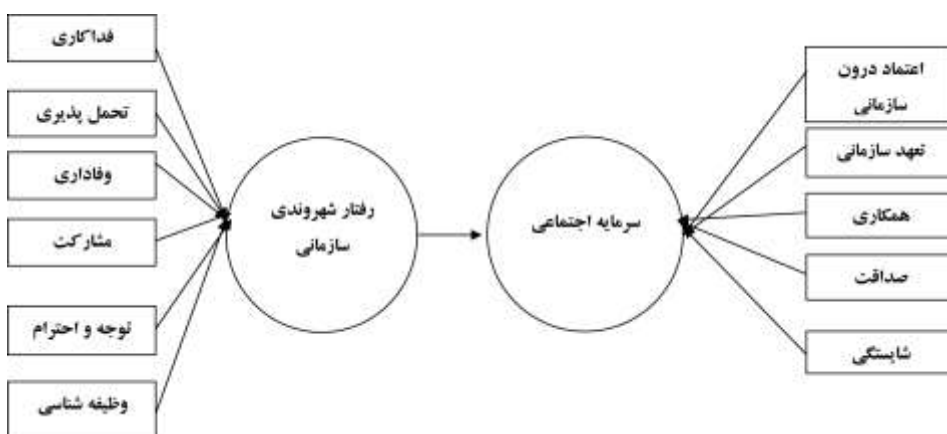 فداکاری
تحمل پذیری
وفاداری
مشارکت
توجه و احترام
وظیفه شناسی
رفتار شهروندی
سازمانی
سرمایه اجتماعی
اعتماد درون
سازمانی
تعهد سازمانی
همکاری
صداقت
شایستگی